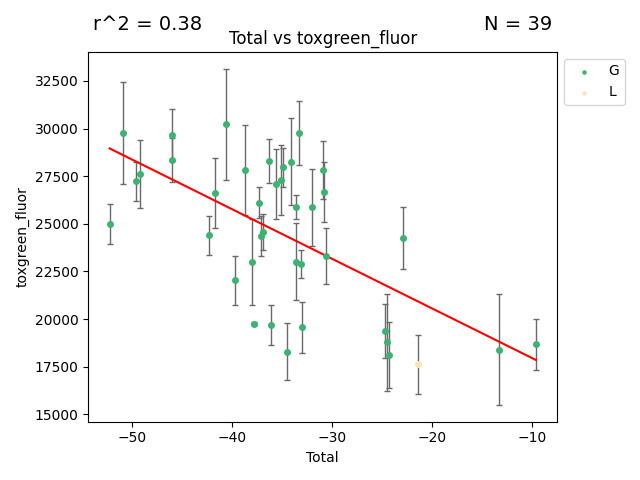 r^2 = 0.38
N = 39
Total vs toxgreen_fluor
G
L
32500
30000
27500
25000
22500
20000
17500
15000
toxgreen_fluor
−50
−40
−30
−20
−10
Total